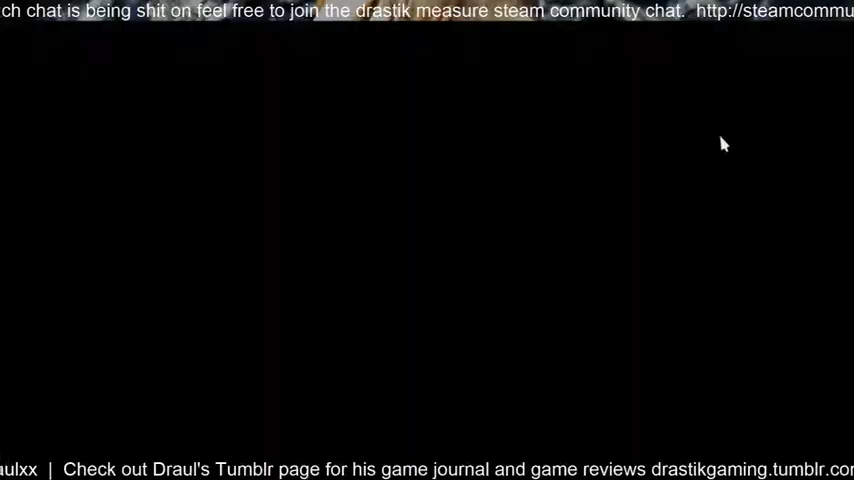 ch chat is being shit on feel free to join the drastik measure steam community chat. http://steamcommu
aulxx | Check out Draul's Tumblr page for his game journal and game reviews drastikgaming.tumblr.com